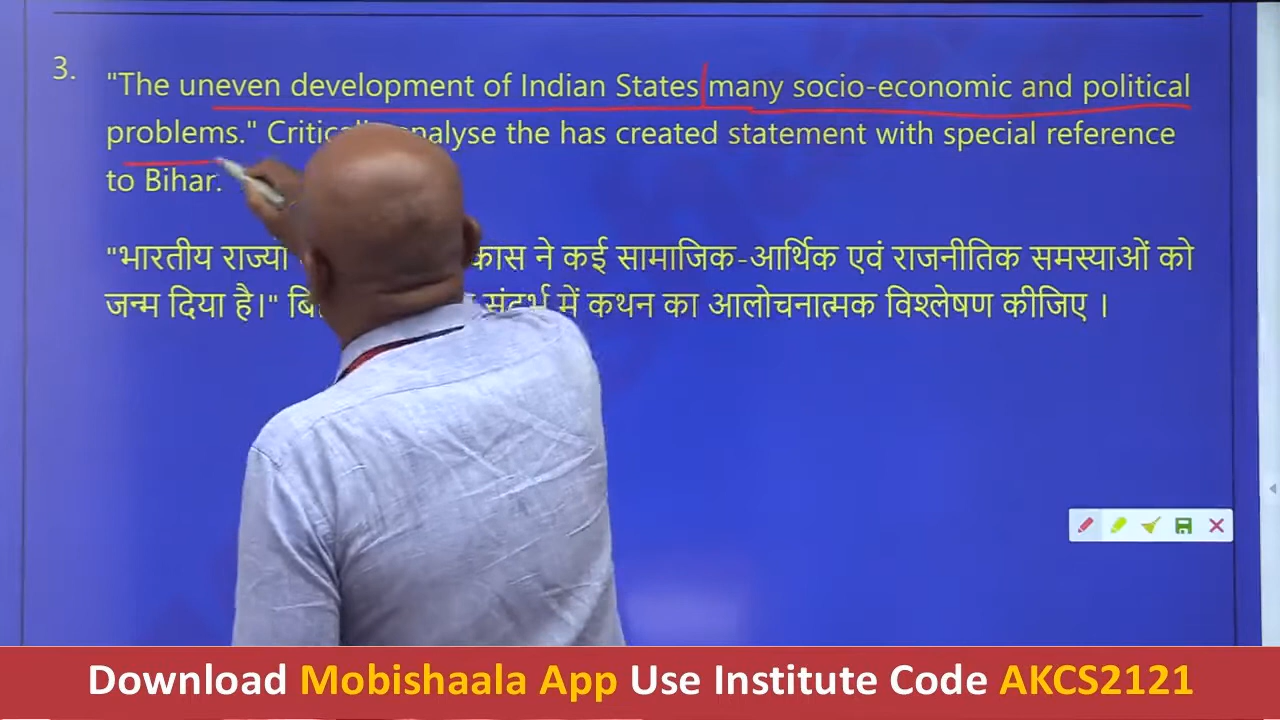 3.
"The uneven development of Indian States many socio-economic and political
problems." analyse the has created statement with special reference
to Bihar.
"भारतीय राज्यों ने कई सामाजिक-आर्थिक एवं राजनीतिक समस्याओं को
जन्म दिया है।" संदर्भ में कथन का आलोचनात्मक विश्लेषण कीजिए ।
Download Mobishaala App Use Institute Code AKCS2121